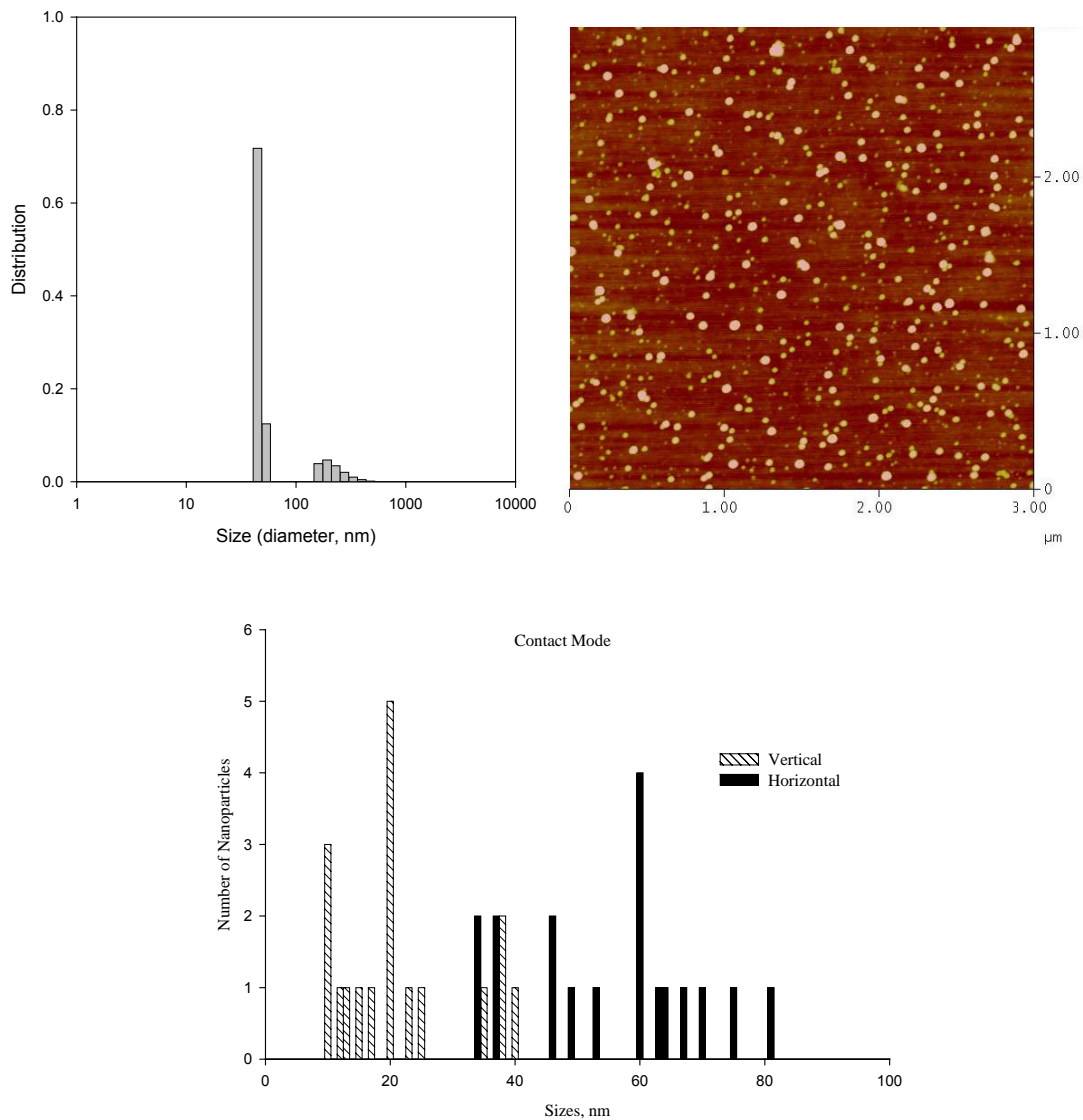 1.0
0.8
0.6
0.4
0.2
0.0
Distribution
1 10 100 1000 10000
Size (diameter, nm)
2.00
1.00
0
0 1.00 2.00 3.00
µm
Contact Mode
6
5
4
3
2
1
0
Number of Nanoparticles
Vertical
Horizontal
0 20 40 60 80 100
Sizes, nm